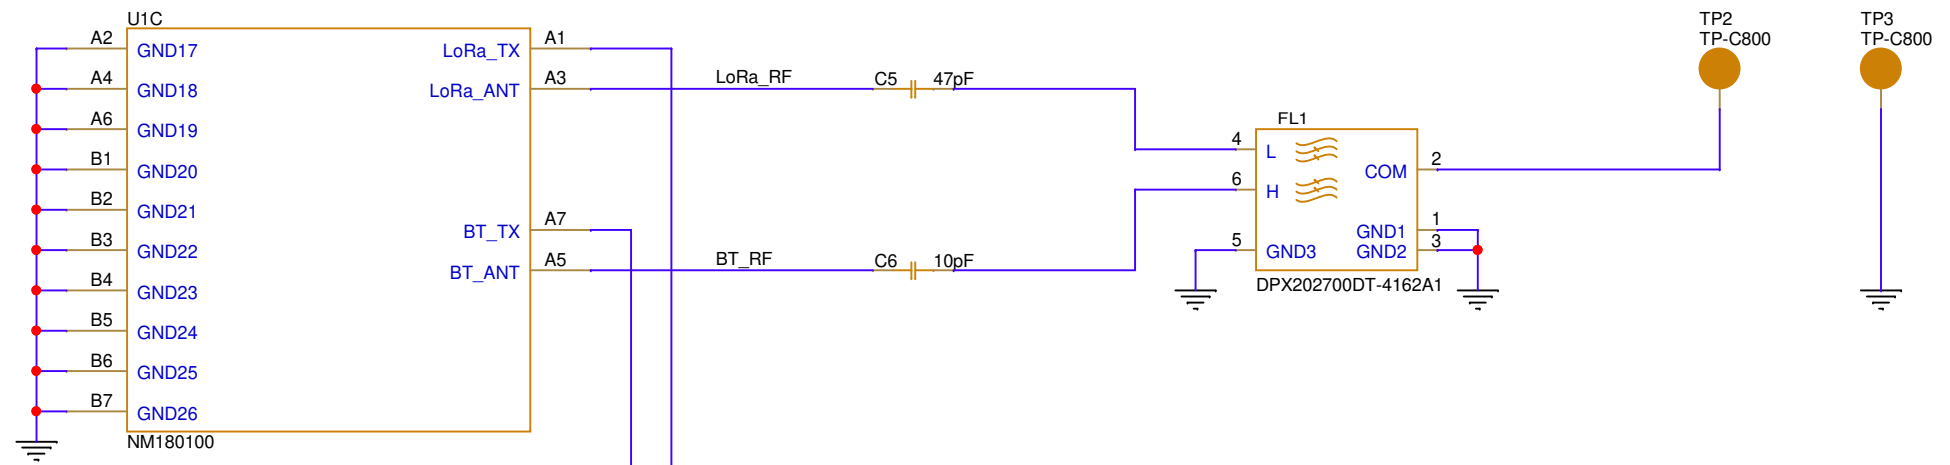 U1C
A2
GND17
A4
GND18
A6
GND19
B1
GND20
B2
GND21
B3
GND22
B4
GND23
B5
GND24
B6
GND25
B7
GND26
LoRa_TX
A1
LoRa_ANT
A3
BT_TX
A7
BT_ANT
A5
NM180100
LoRa_RF
C5
47pF
BT_RF
C6
10pF
FL1
4
L
6
H
5
GND3
COM
2
GND1
1
GND2
3
DPX202700DT-4162A1
TP2
TP-C800
TP3
TP-C800